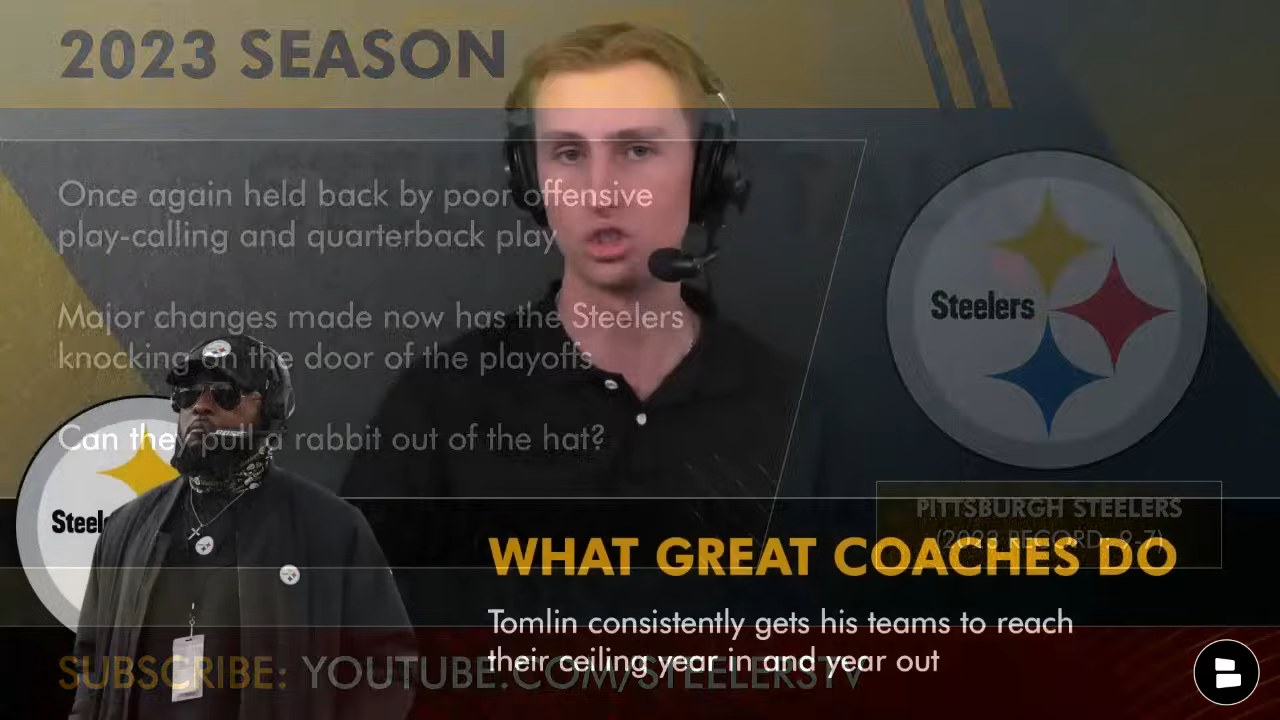 2023 SEASON
Once again held back by poor offensive
play-calling and quarterback play
Major changes made now has the Steelers
knocking on the door of the playoffs
Can they pull a rabbit out of the hat?
Steelers
Steel
PITTSBURGH STEELERS
(2023 RECORD: 9-7)
WHAT GREAT COACHES DO
Tomlin consistently gets his teams to reach
their ceiling year in and year out
SUBSCRIBE: YOUTUBE.COM/STEELERSTV